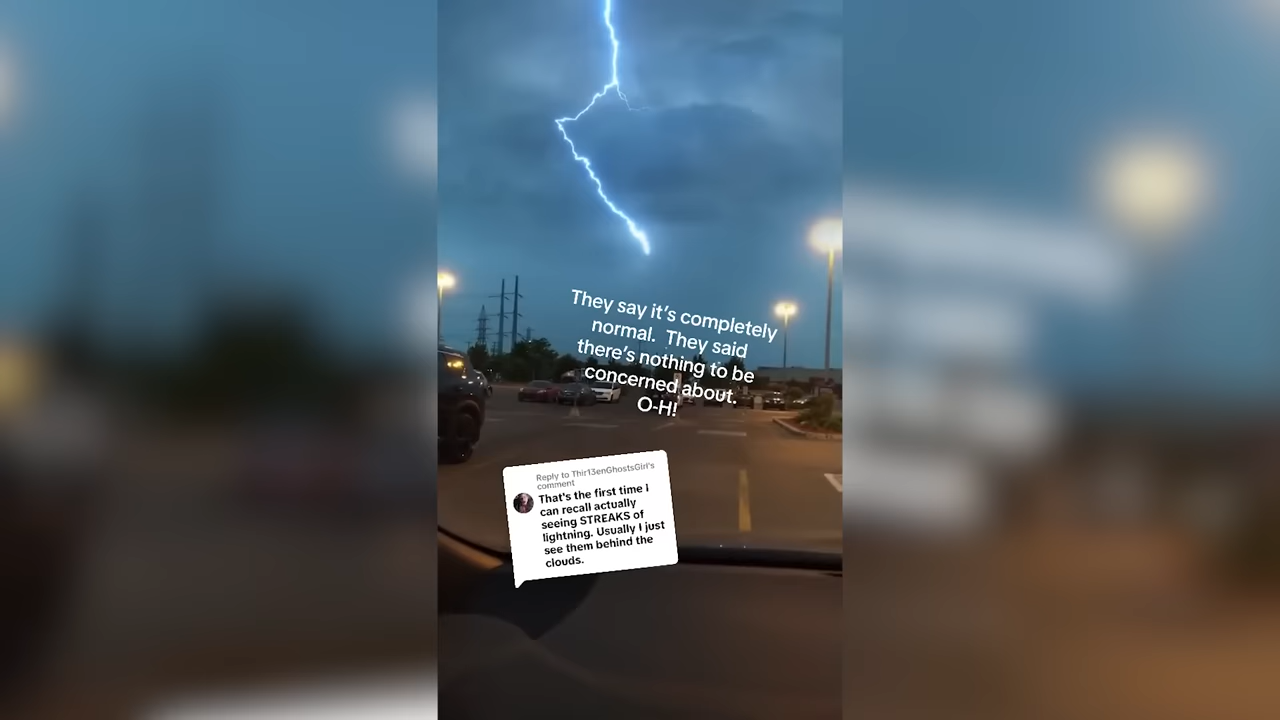 They say it's completely
normal. They said
there's nothing to be
concerned about.
O-H!
Reply to Thir13enGhostsGirl's
comment
That's the first time i
can recall actually
seeing STREAKS of
lightning. Usually I just
see them behind the
clouds.